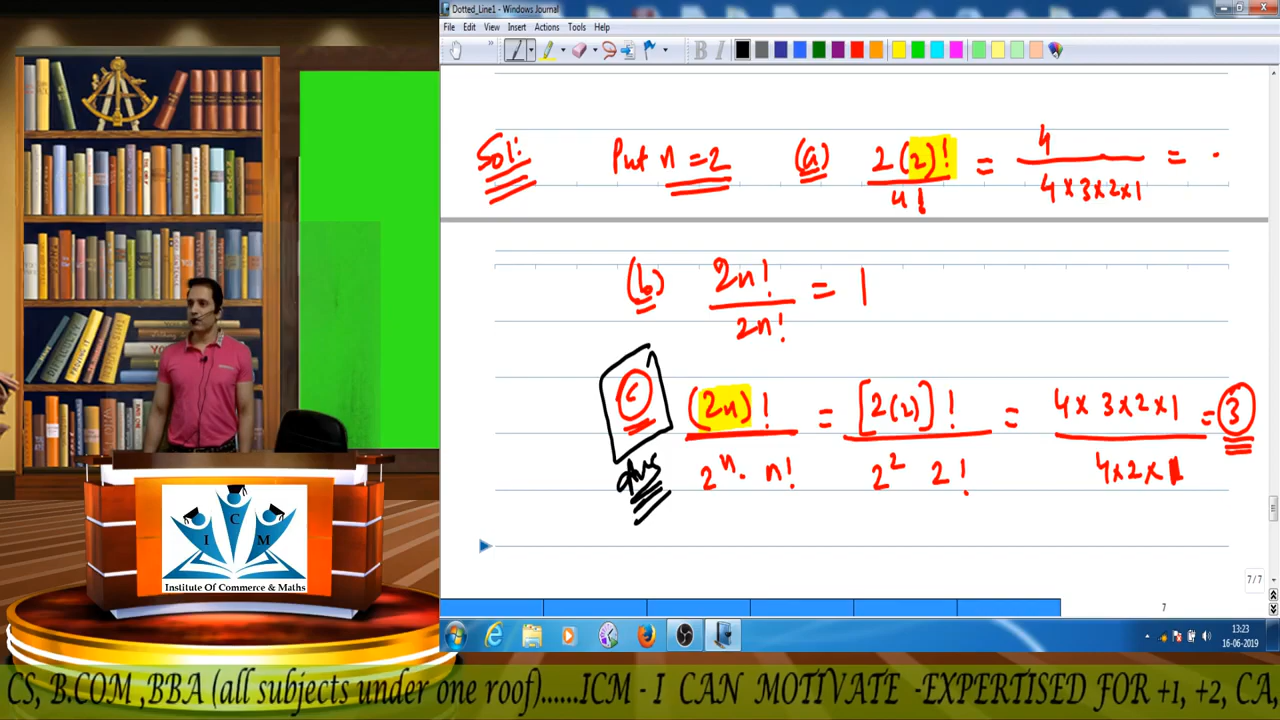 Dotted_Line1 - Windows Journal
File Edit View Insert Actions Tools Help
B I
Sol: Put n = 2 (a) 2(2)! / 4! = 4 / 4 × 3 × 2 × 1 = .
(b) 2n! / 2n! = 1
(c) (2n)! / 2^n · n! = [2(2)]! / 2^2 2! = 4 × 3 × 2 × 1 / 4 × 2 × 1 = 3
Ans
7/7
7
I C M
Institute Of Commerce & Maths
13:23
16-06-2019
CS, B.COM ,BBA (all subjects under one roof)......ICM - I CAN MOTIVATE -EXPERTISED FOR +1, +2, CA,